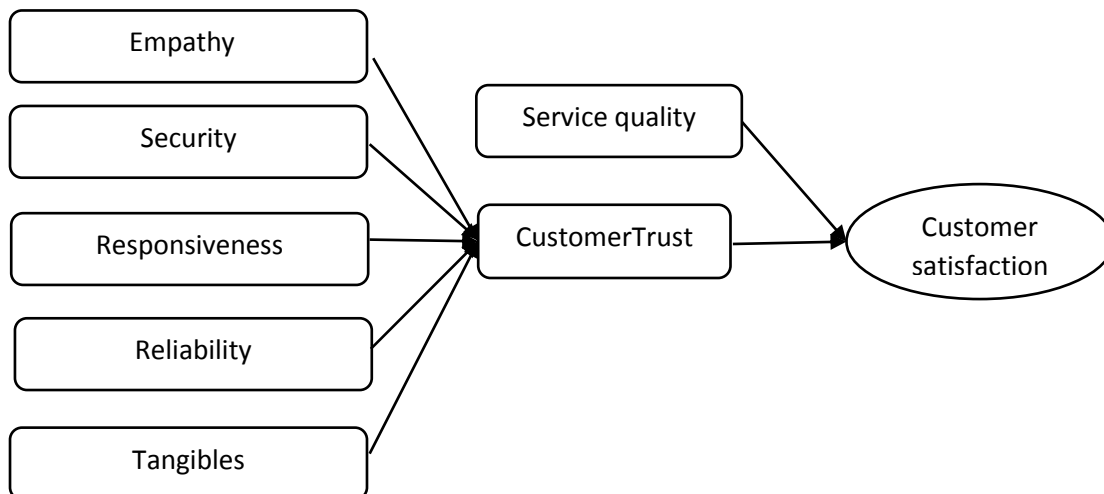 Empathy
Security
Responsiveness
Reliability
Tangibles
Service quality
CustomerTrust
Customer
satisfaction